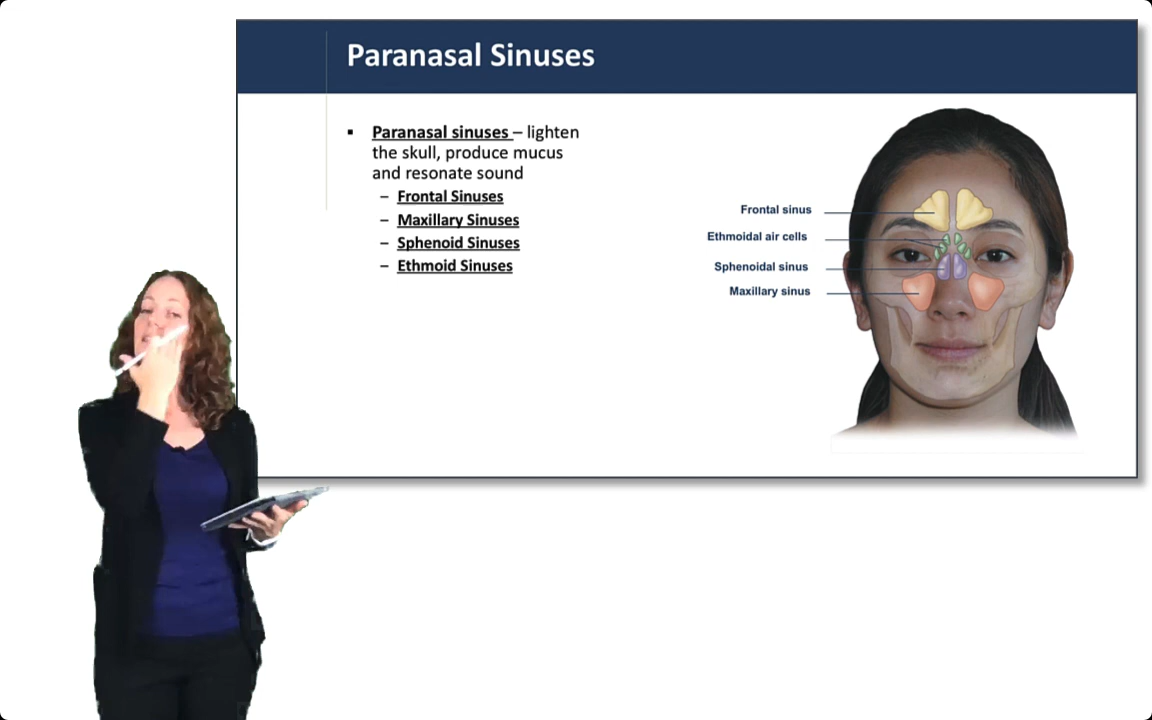 Paranasal Sinuses
▪ Paranasal sinuses – lighten
the skull, produce mucus
and resonate sound
– Frontal Sinuses
– Maxillary Sinuses
– Sphenoid Sinuses
– Ethmoid Sinuses
Frontal sinus
Ethmoidal air cells
Sphenoidal sinus
Maxillary sinus